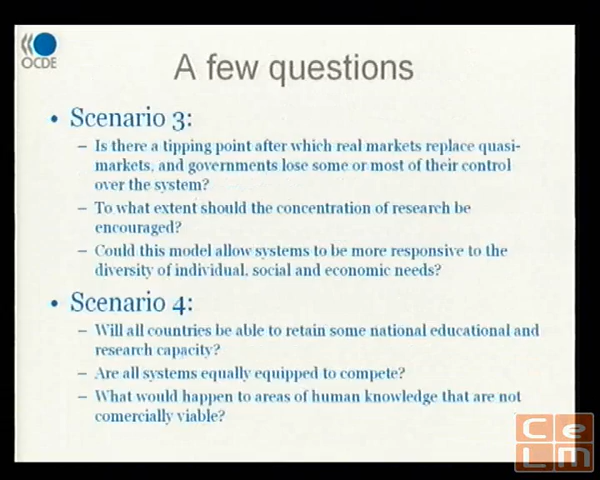 OCDE
A few questions
• Scenario 3:
– Is there a tipping point after which real markets replace quasi-
markets, and governments lose some or most of their control
over the system?
– To what extent should the concentration of research be
encouraged?
– Could this model allow systems to be more responsive to the
diversity of individual, social and economic needs?
• Scenario 4:
– Will all countries be able to retain some national educational and
research capacity?
– Are all systems equally equipped to compete?
– What would happen to areas of human knowledge that are not
comercially viable?
Ce
Lm